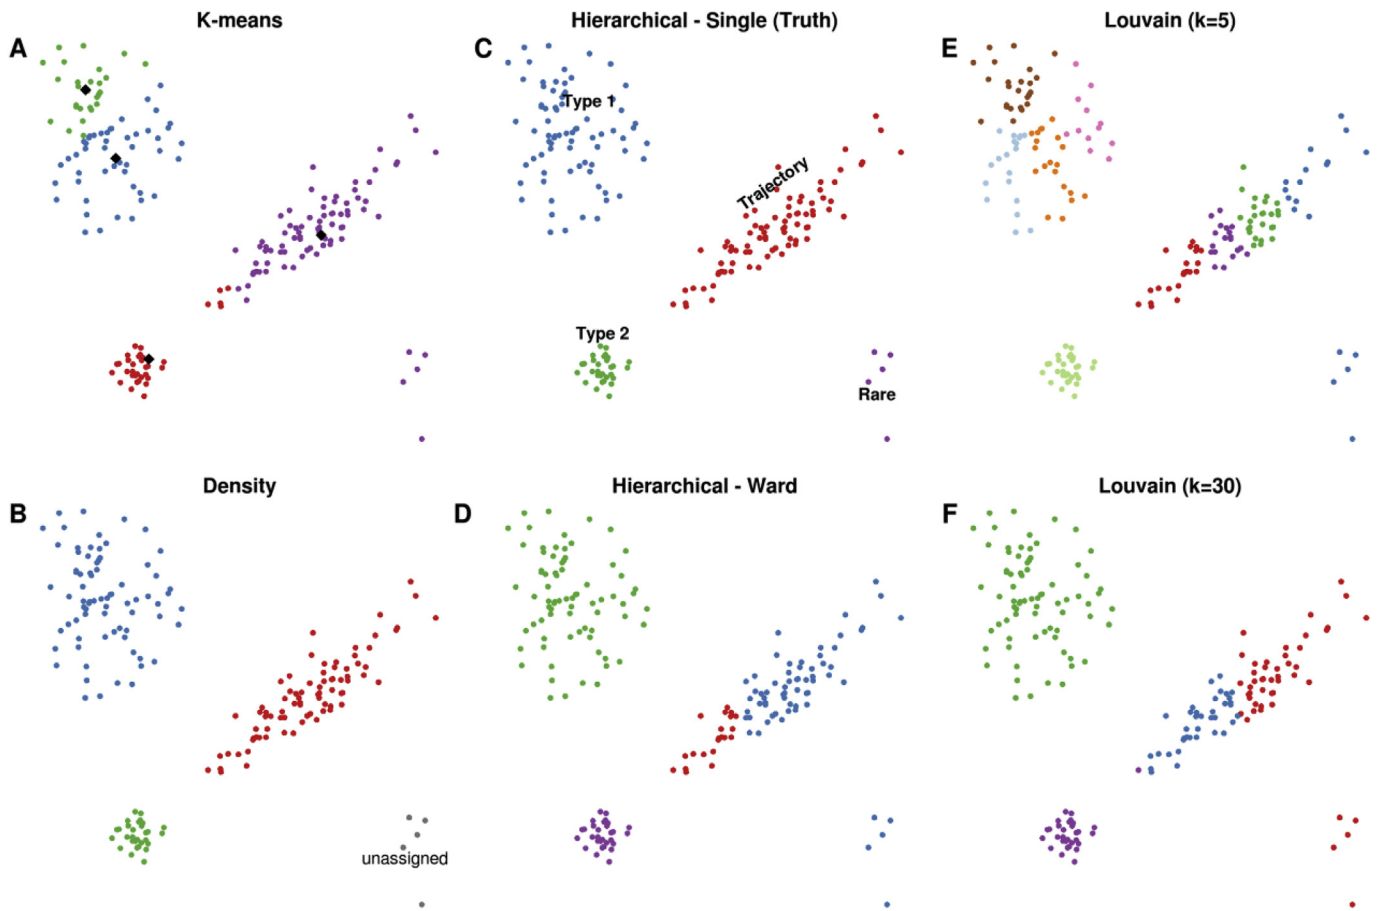 K-means
Hierarchical - Single (Truth)
Louvain (k=5)
A
C
E
Type 1
Trajectory
Type 2
Rare
Density
Hierarchical - Ward
Louvain (k=30)
B
D
F
unassigned